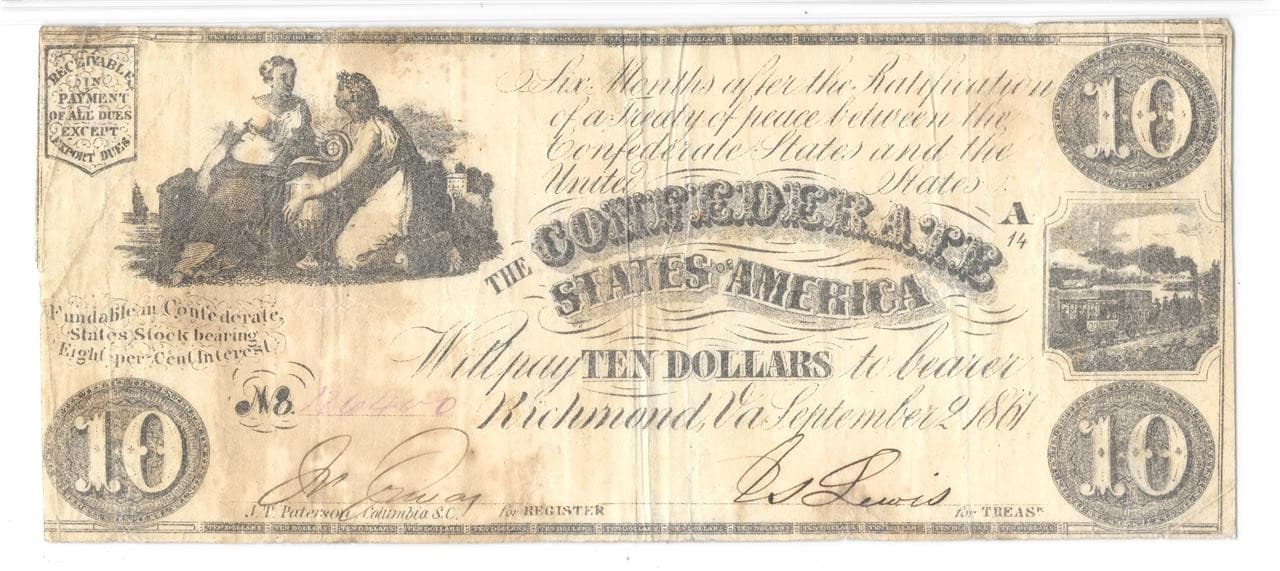 RECEIVABLE
IN
PAYMENT
OF ALL DUES
EXCEPT
EXPORT DUES
Six Months after the Ratification
of a Treaty of peace between the
Confederate States and the
United States
10
A
14
THE CONFEDERATE
STATES OF AMERICA
Fundable in Confederate
States Stock bearing
Eight per Cent Interest
Will pay TEN DOLLARS to bearer
No
Richmond, Va September 2 1861
10
10
Lewis
J. T. Paterson Columbia S.C.
for REGISTER
for TREASR